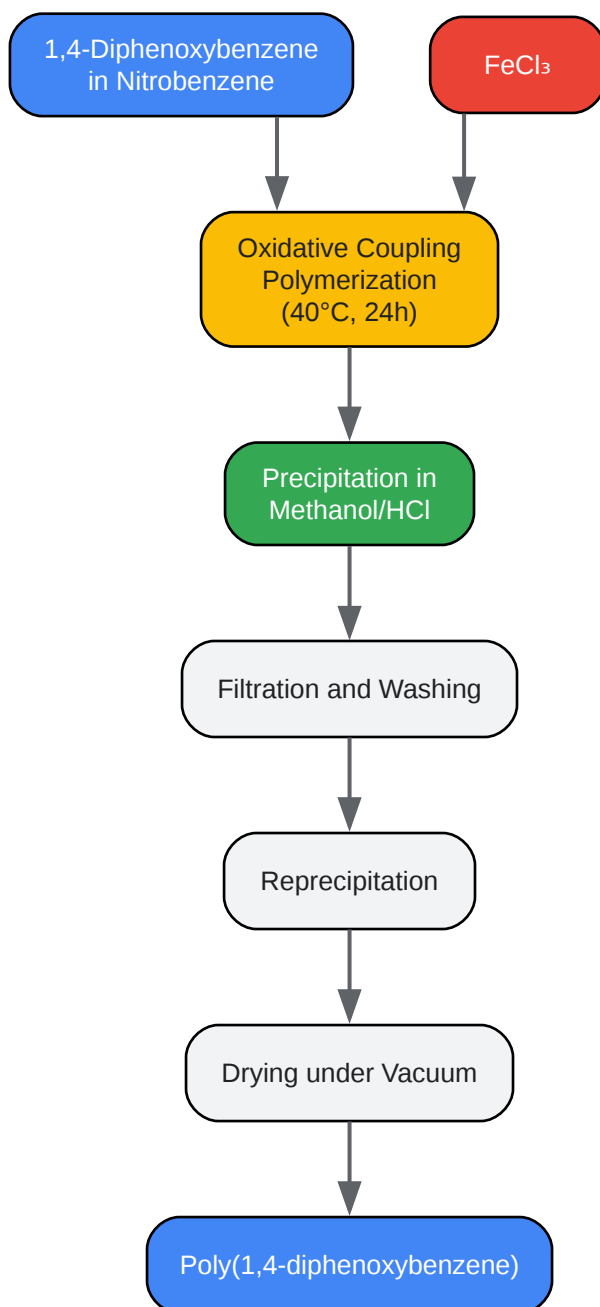 1,4-Diphenoxybenzene
in Nitrobenzene
FeCl₃
Oxidative Coupling
Polymerization
(40°C, 24h)
Precipitation in
Methanol/HCl
Filtration and Washing
Reprecipitation
Drying under Vacuum
Poly(1,4-diphenoxybenzene)